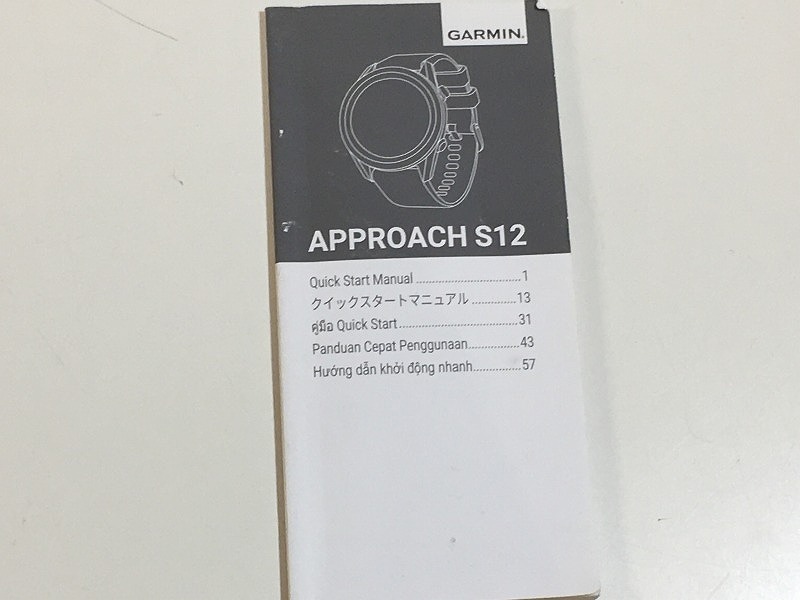 GARMIN.
APPROACH S12
Quick Start Manual ................................1
クイックスタートマニュアル ..............13
คู่มือ Quick Start.....................................31
Panduan Cepat Penggunaan................43
Hướng dẫn khởi động nhanh...............57